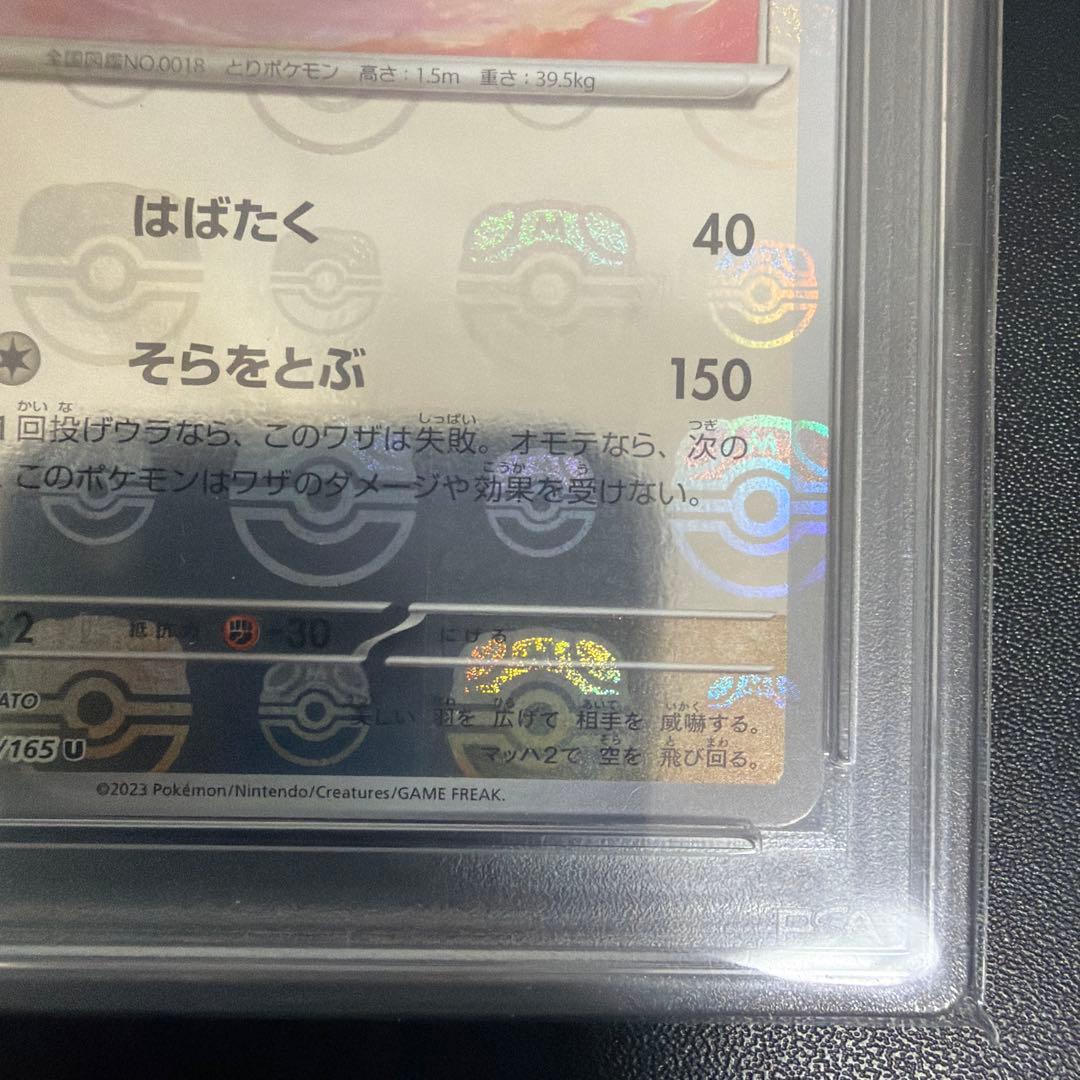 全国図鑑NO.0018 とりポケモン 高さ:1.5m 重さ:39.5kg
はばたく 40
そらをとぶ 150
1回投げウラなら、このワザは失敗。オモテなら、次の
、このポケモンはワザのダメージや効果を受けない。
×2 抵抗力 -30 にげる
ATO
美しい 羽を 広げて 相手を 威嚇する。
/165 U
マッハ2で 空を 飛び回る。
©2023 Pokémon/Nintendo/Creatures/GAME FREAK.
PSA